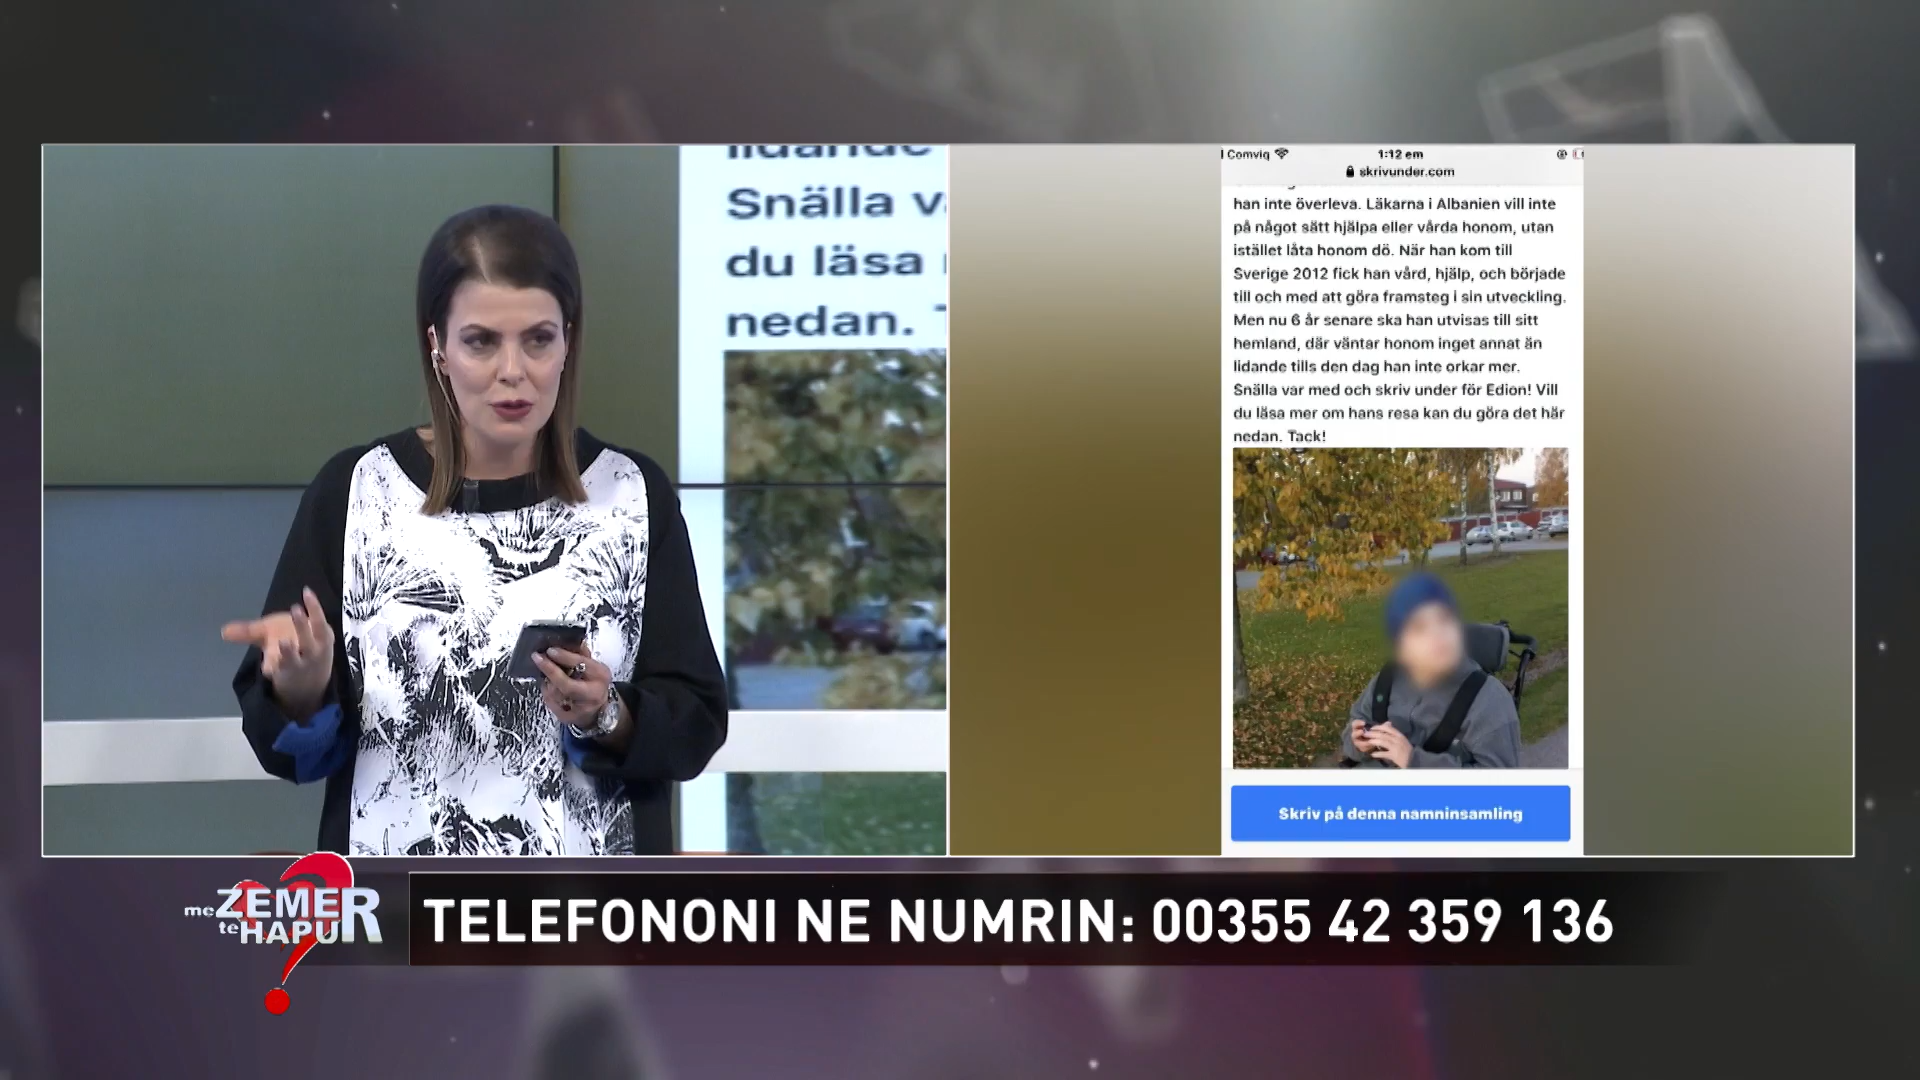 lidande
Snälla va
du läsa
nedan.
Comviq
1:12 em
skrivunder.com
han inte överleva. Läkarna i Albanien vill inte
på något sätt hjälpa eller vårda honom, utan
istället låta honom dö. När han kom till
Sverige 2012 fick han vård, hjälp, och började
till och med att göra framsteg i sin utveckling.
Men nu 6 år senare ska han utvisas till sitt
hemland, där väntar honom inget annat än
lidande tills den dag han inte orkar mer.
Snälla var med och skriv under för Edion! Vill
du läsa mer om hans resa kan du göra det här
nedan. Tack!
Skriv på denna namninsamling
me ZEMER
te HAPUR
TELEFONONI NE NUMRIN: 00355 42 359 136